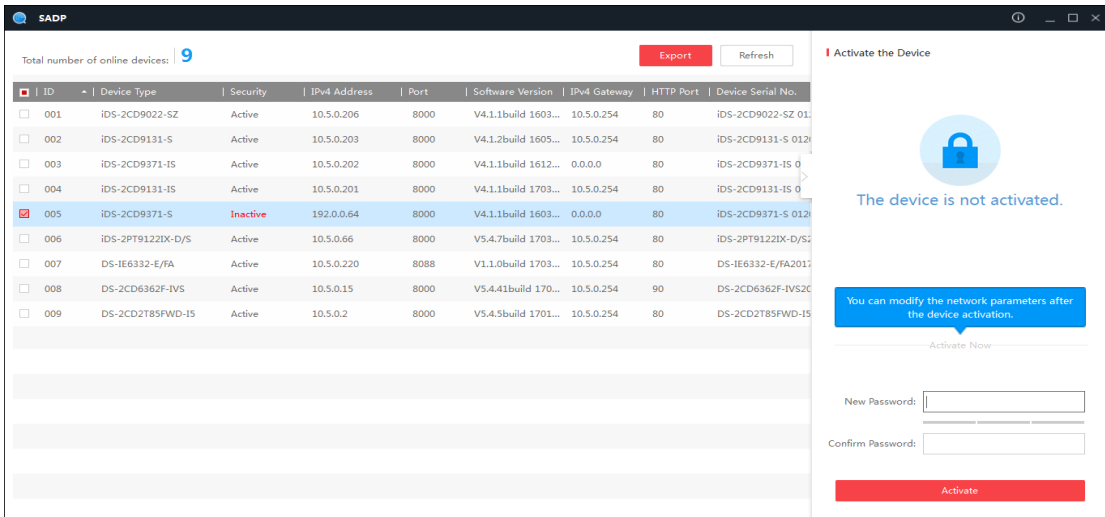 SADP
Total number of online devices: 9
Export
Refresh
ID Device Type Security IPv4 Address Port Software Version IPv4 Gateway HTTP Port Device Serial No.
001 iDS-2CD9022-SZ Active 10.5.0.206 8000 V4.1.1build 1603... 10.5.0.254 80 iDS-2CD9022-SZ 01
002 iDS-2CD9131-S Active 10.5.0.203 8000 V4.1.2build 1605... 10.5.0.254 80 iDS-2CD9131-S 012
003 iDS-2CD9371-IS Active 10.5.0.202 8000 V4.1.1build 1612... 0.0.0.0 80 iDS-2CD9371-IS 0
004 iDS-2CD9131-IS Active 10.5.0.201 8000 V4.1.1build 1703... 10.5.0.254 80 iDS-2CD9131-IS 0
005 iDS-2CD9371-S Inactive 192.0.0.64 8000 V4.1.1build 1603... 0.0.0.0 80 iDS-2CD9371-S 012
006 iDS-2PT9122IX-D/S Active 10.5.0.66 8000 V5.4.7build 1703... 10.5.0.254 80 iDS-2PT9122IX-D/S
007 DS-IE6332-E/FA Active 10.5.0.220 8088 V1.1.0build 1703... 10.5.0.254 80 DS-IE6332-E/FA201
008 DS-2CD6362F-IVS Active 10.5.0.15 8000 V5.4.41build 170... 10.5.0.254 90 DS-2CD6362F-IVS20
009 DS-2CD2T85FWD-I5 Active 10.5.0.2 8000 V5.4.5build 1701... 10.5.0.254 80 DS-2CD2T85FWD-I5
Activate the Device
The device is not activated.
You can modify the network parameters after
the device activation.
Activate Now
New Password:
Confirm Password:
Activate